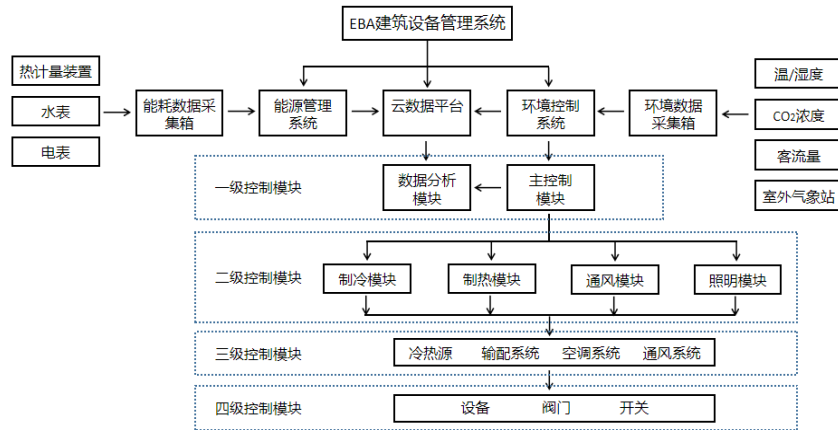 EBA建筑设备管理系统
热计量装置
水表
电表
能耗数据采
集箱
能源管理
系统
云数据平台
环境控制
系统
环境数据
采集箱
温/湿度
CO₂浓度
客流量
室外气象站
一级控制模块
数据分析
模块
主控制
模块
二级控制模块
制冷模块
制热模块
通风模块
照明模块
三级控制模块
冷热源 输配系统 空调系统 通风系统
四级控制模块
设备 阀门 开关